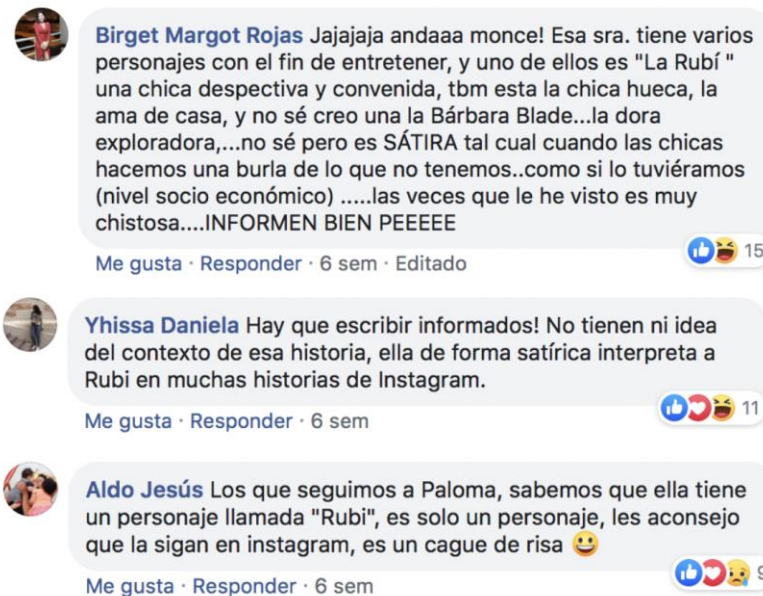 Birget Margot Rojas Jajajaja andaaa monce! Esa sra. tiene varios
personajes con el fin de entretener, y uno de ellos es "La Rubí "
una chica despectiva y convenida, tbm esta la chica hueca, la
ama de casa, y no sé creo una la Bárbara Blade...la dora
exploradora,...no sé pero es SÁTIRA tal cual cuando las chicas
hacemos una burla de lo que no tenemos..como si lo tuviéramos
(nivel socio económico) .....las veces que le he visto es muy
chistosa....INFORMEN BIEN PEEEEE
15
Me gusta · Responder · 6 sem · Editado
Yhissa Daniela Hay que escribir informados! No tienen ni idea
del contexto de esa historia, ella de forma satírica interpreta a
Rubi en muchas historias de Instagram.
11
Me gusta · Responder · 6 sem
Aldo Jesús Los que seguimos a Paloma, sabemos que ella tiene
un personaje llamada "Rubi", es solo un personaje, les aconsejo
que la sigan en instagram, es un cague de risa 😀
9
Me gusta · Responder · 6 sem